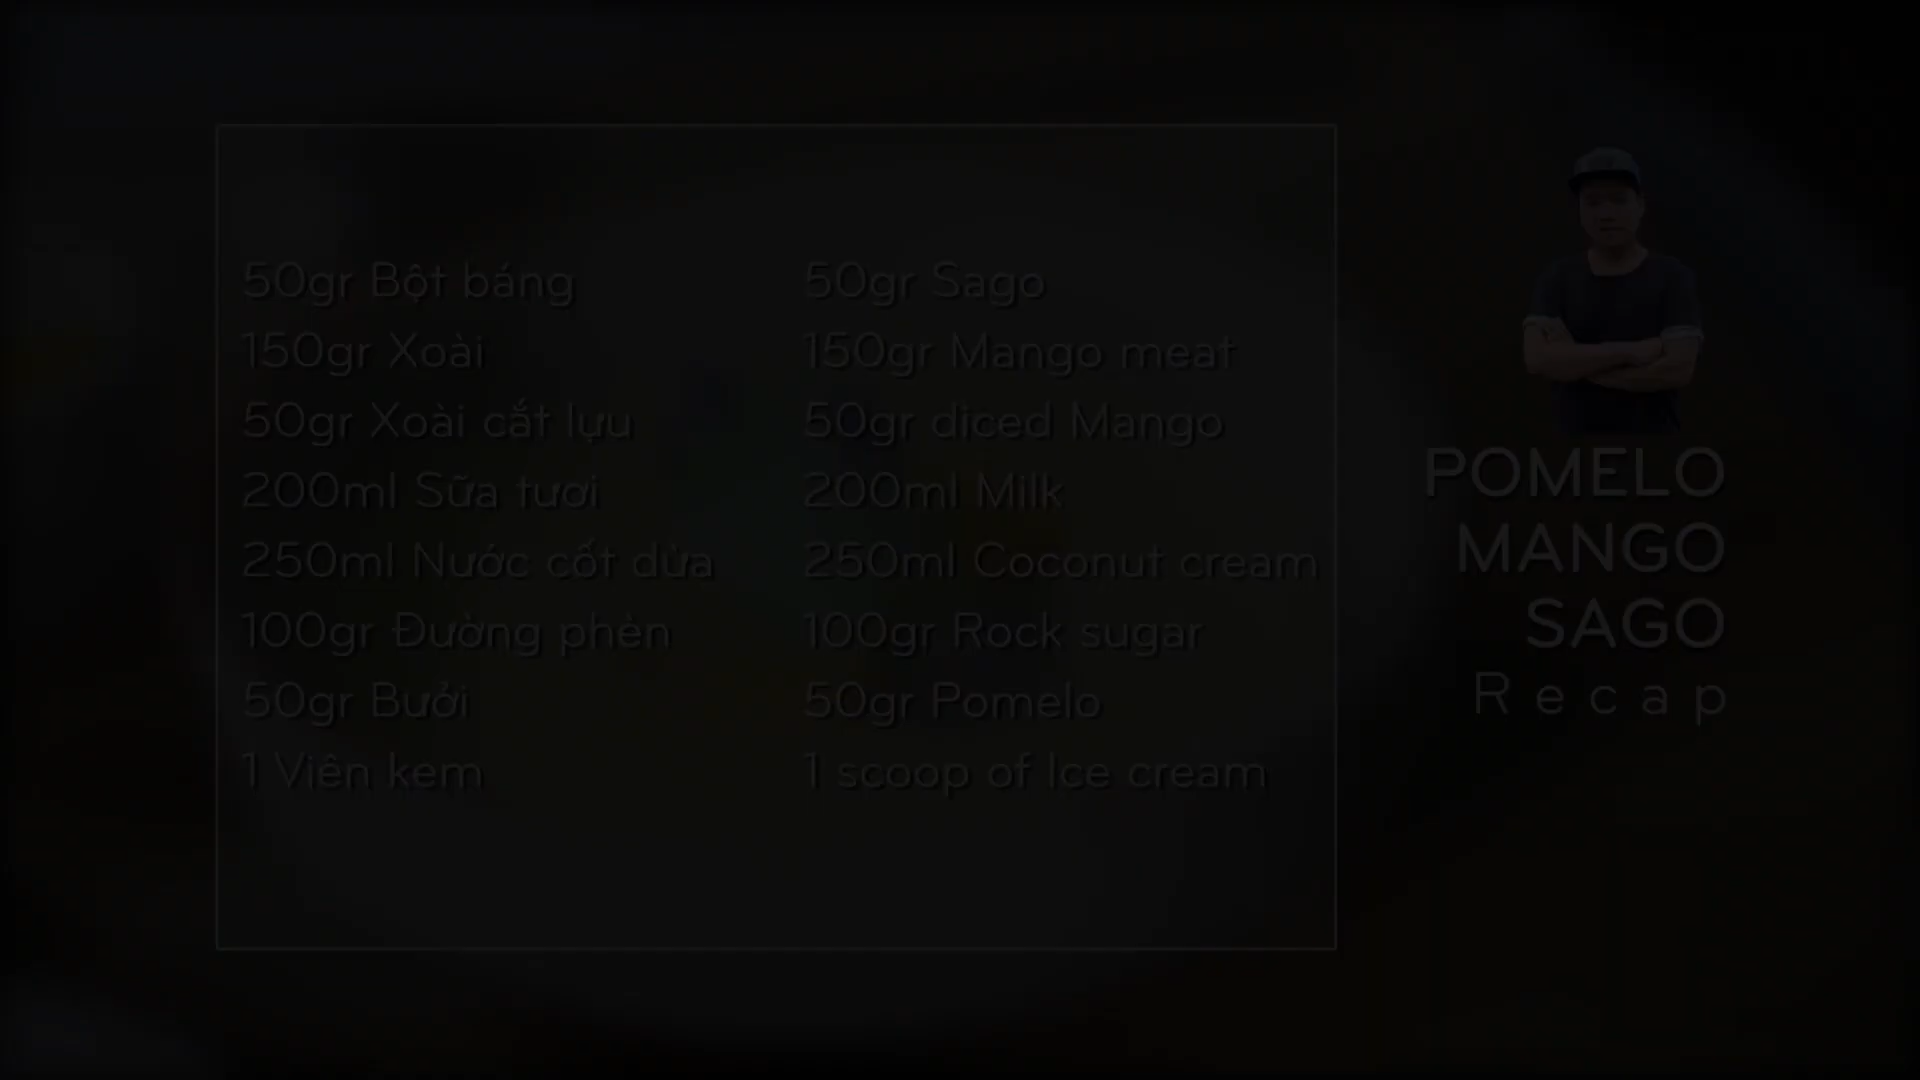 50gr Bột báng
150gr Xoài
50gr Xoài cắt lựu
200ml Sữa tươi
250ml Nước cốt dừa
100gr Đường phèn
50gr Bưởi
1 Viên kem
50gr Sago
150gr Mango meat
50gr diced Mango
200ml Milk
250ml Coconut cream
100gr Rock sugar
50gr Pomelo
1 scoop of Ice cream
POMELO
MANGO
SAGO
Recap